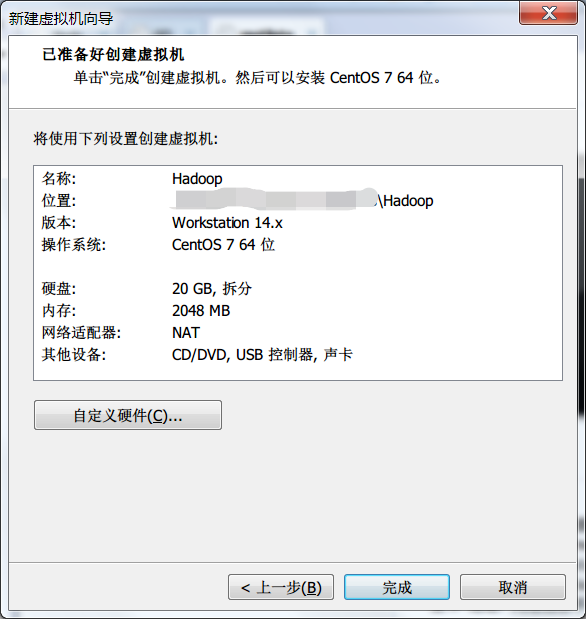 新建虚拟机向导
已准备好创建虚拟机
单击“完成”创建虚拟机。然后可以安装 CentOS 7 64 位。
将使用下列设置创建虚拟机:
名称: Hadoop
位置: \Hadoop
版本: Workstation 14.x
操作系统: CentOS 7 64 位
硬盘: 20 GB, 拆分
内存: 2048 MB
网络适配器: NAT
其他设备: CD/DVD, USB 控制器, 声卡
自定义硬件(C)...
< 上一步(B) 完成 取消